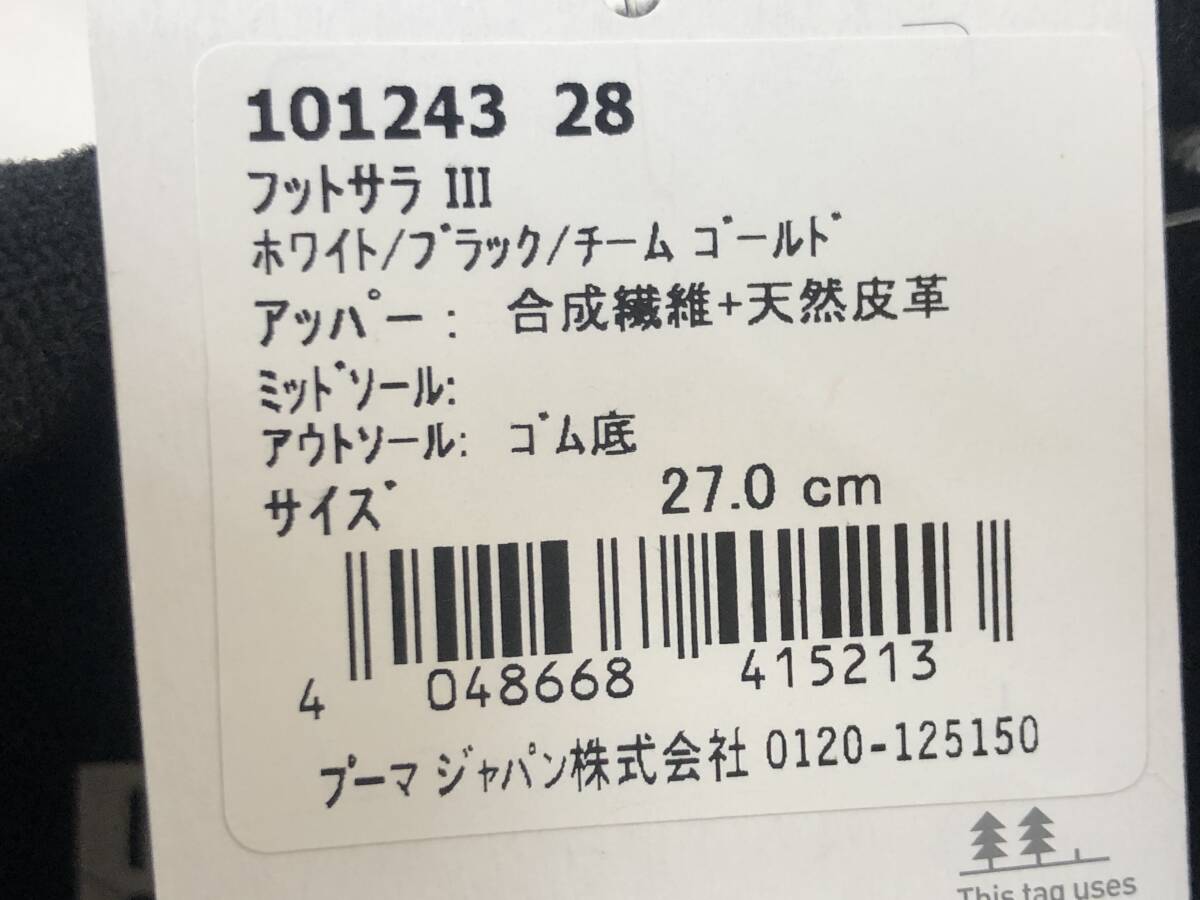 101243 28
フットサラ III
ホワイト/ブラック/チーム ゴールド
アッパー: 合成繊維+天然皮革
ミッドソール:
アウトソール: ゴム底
サイズ 27.0 cm
4 048668 415213
プーマ ジャパン株式会社 0120-125150
This tag uses